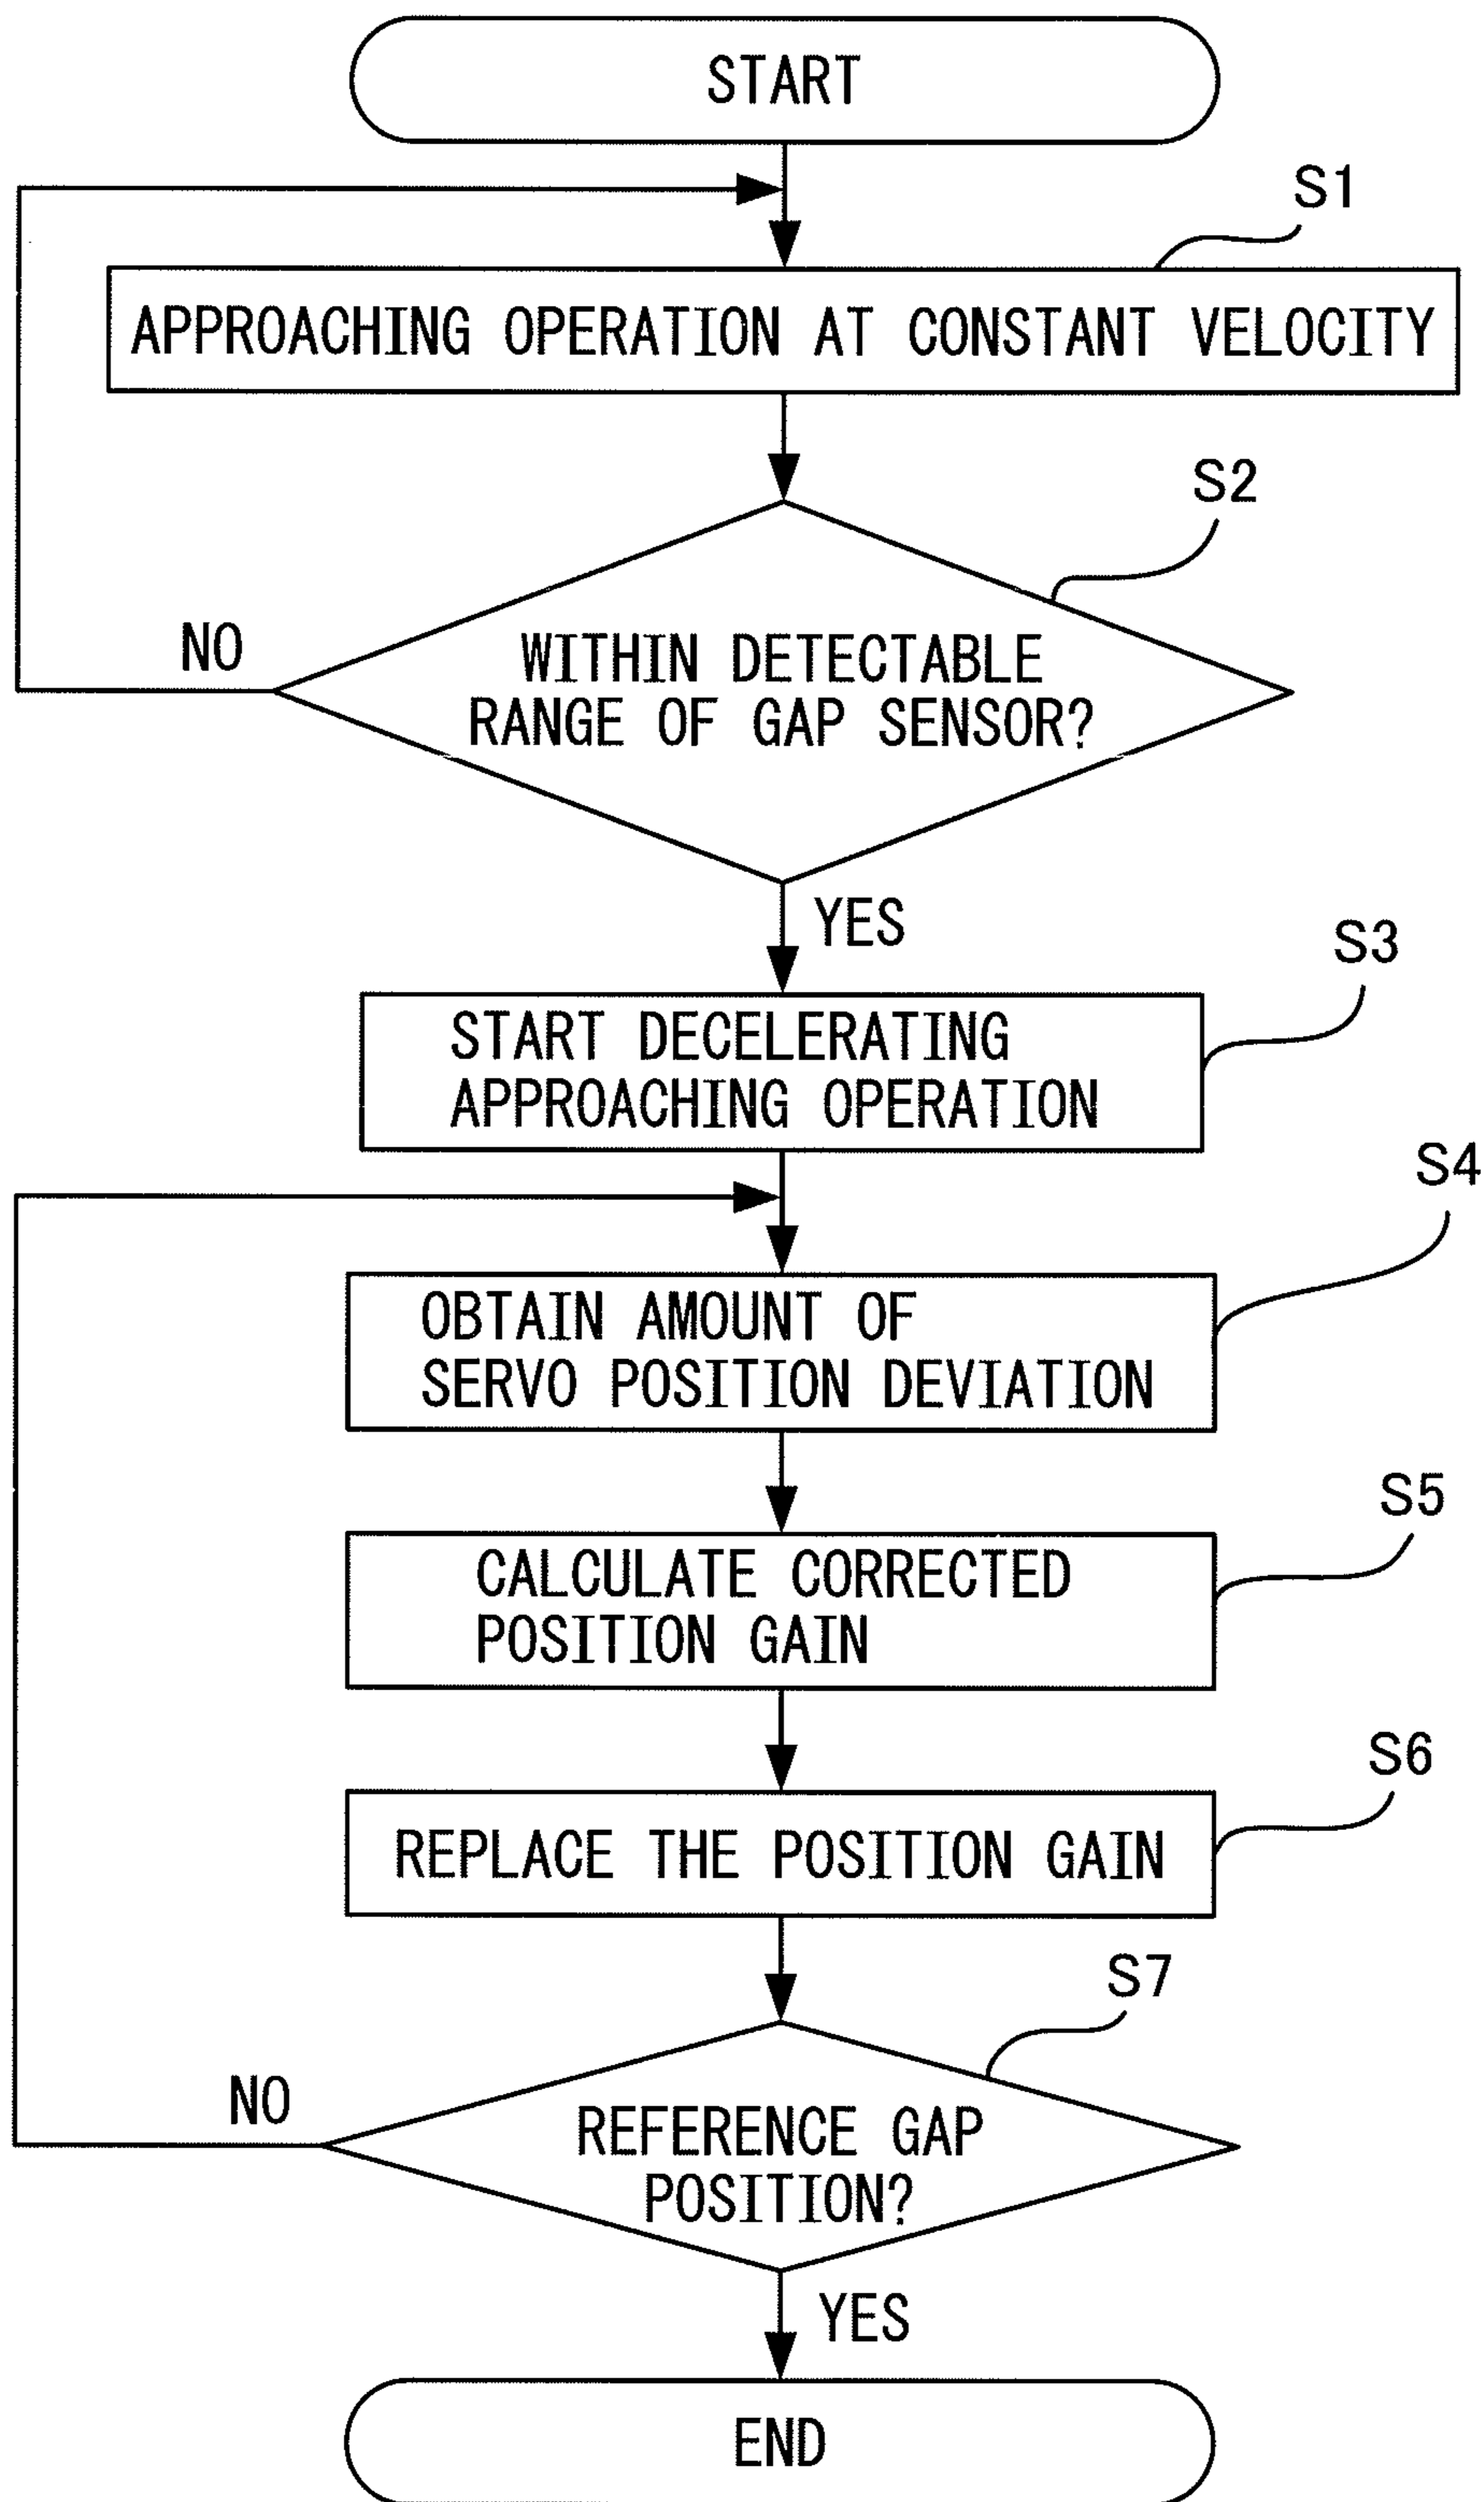 START
S1
APPROACHING OPERATION AT CONSTANT VELOCITY
S2
NO
WITHIN DETECTABLE
RANGE OF GAP SENSOR?
YES
S3
START DECELERATING
APPROACHING OPERATION
S4
OBTAIN AMOUNT OF
SERVO POSITION DEVIATION
S5
CALCULATE CORRECTED
POSITION GAIN
S6
REPLACE THE POSITION GAIN
S7
NO
REFERENCE GAP
POSITION?
YES
END